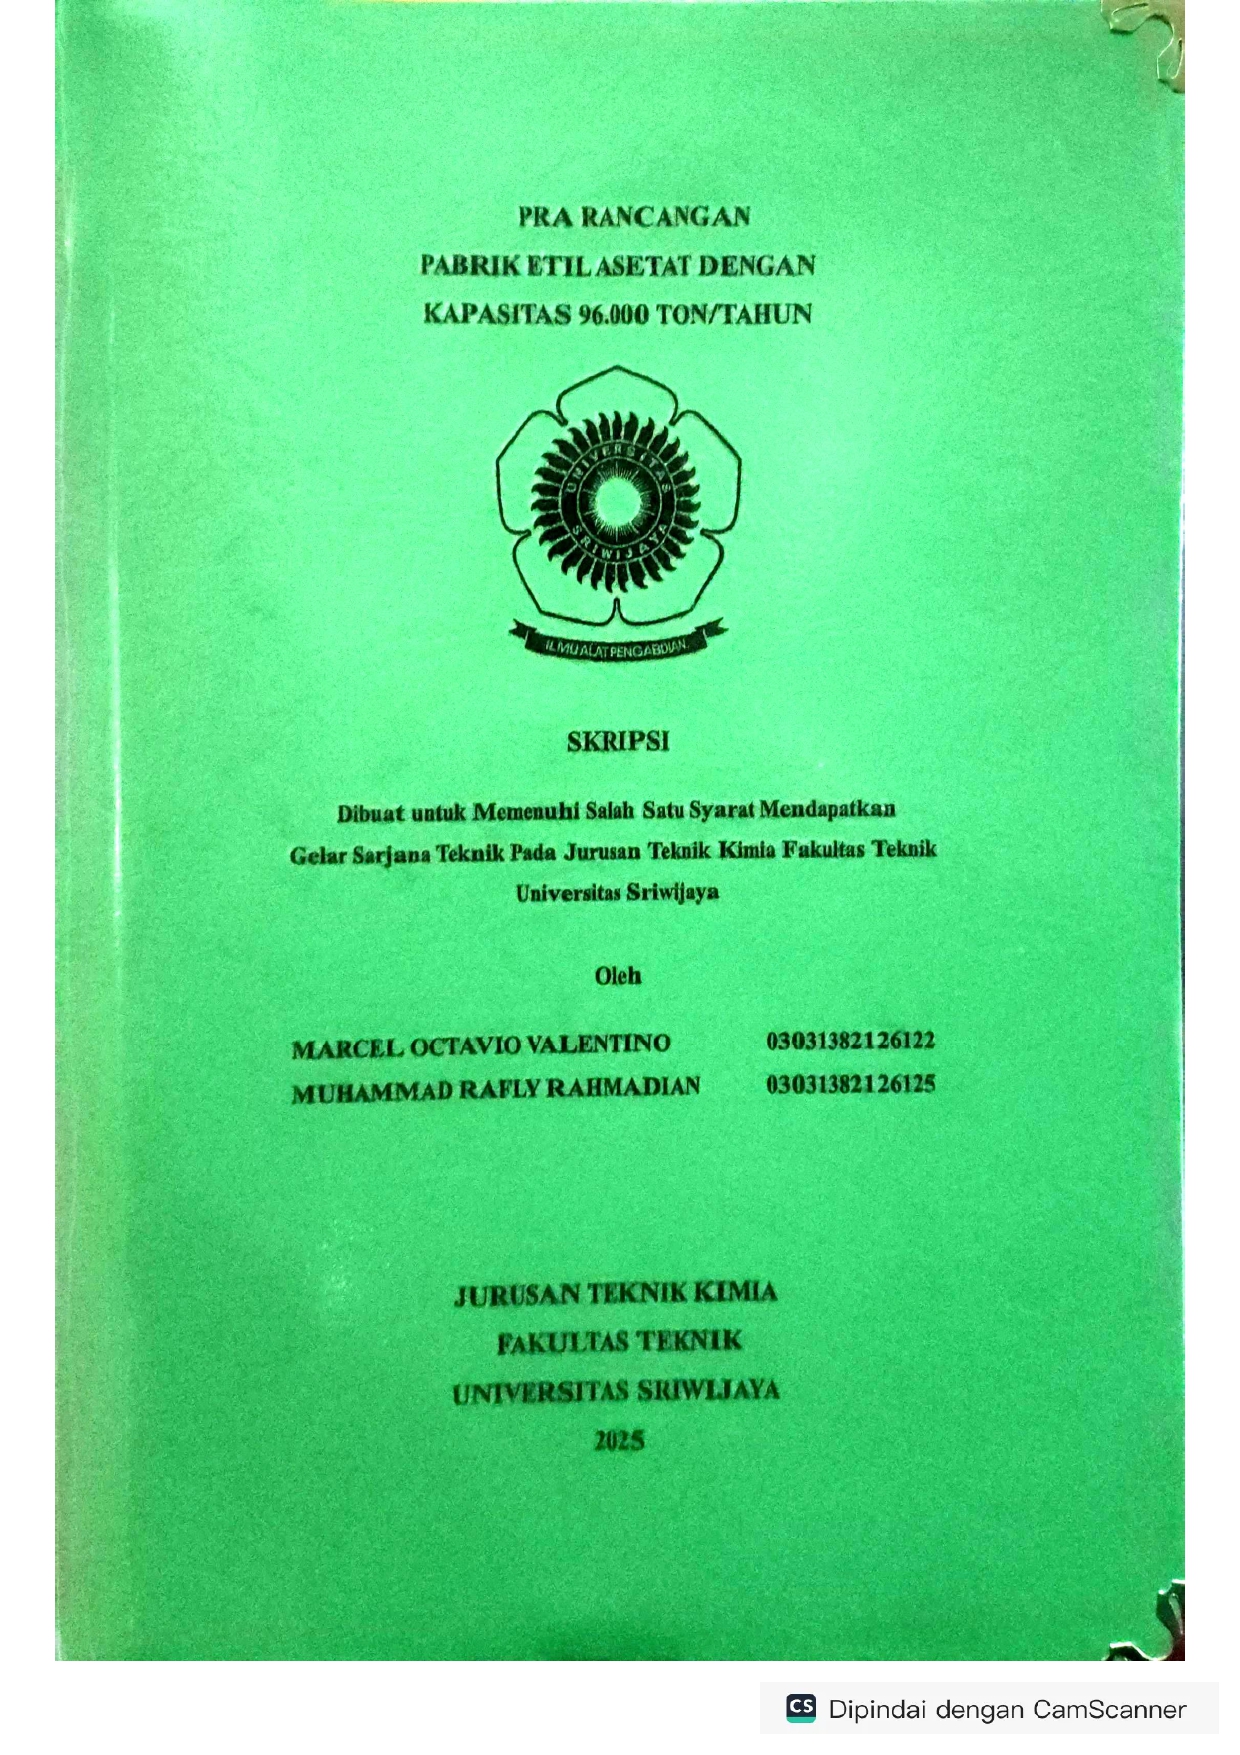 PRA RANCANGAN
PABRIK ETIL ASETAT DENGAN
KAPASITAS 96.000 TON/TAHUN
UNIVERSITAS
SRIWIJAYA
ILMU ALAT PENGABDIAN
SKRIPSI
Dibuat untuk Memenuhi Salah Satu Syarat Mendapatkan
Gelar Sarjana Teknik Pada Jurusan Teknik Kimia Fakultas Teknik
Universitas Sriwijaya
Oleh
MARCEL OCTAVIO VALENTINO 03031382126122
MUHAMMAD RAFLY RAHMADIAN 03031382126125
JURUSAN TEKNIK KIMIA
FAKULTAS TEKNIK
UNIVERSITAS SRIWIJAYA
2025
CS Dipindai dengan CamScanner